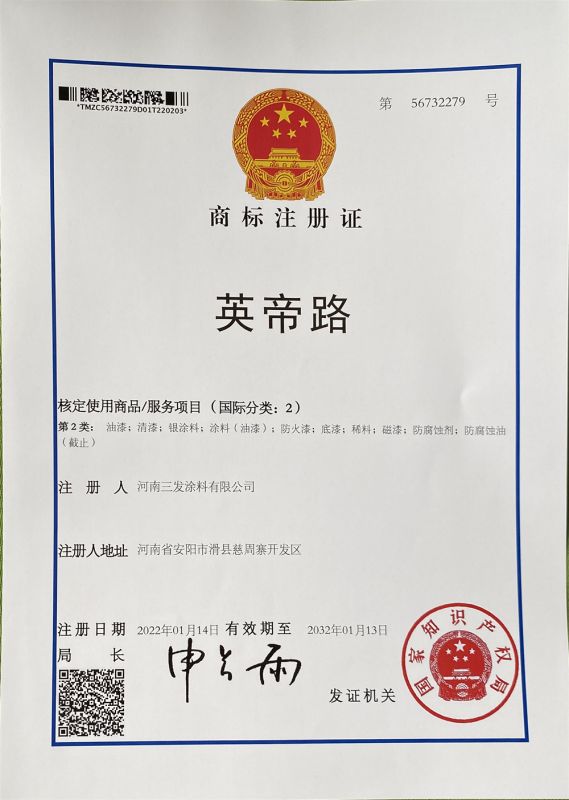 *TMZC56732279D01T220203*
第 56732279 号
商标注册证
英帝路
核定使用商品/服务项目（国际分类：2）
第2类：油漆；清漆；银涂料；涂料（油漆）；防火漆；底漆；稀料；磁漆；防腐蚀剂；防腐蚀油
（截止）
注册人 河南三发涂料有限公司
注册人地址 河南省安阳市滑县慈周寨开发区
注册日期 2022年01月14日 有效期至 2032年01月13日
局长 申长雨
发证机关
国家知识产权局